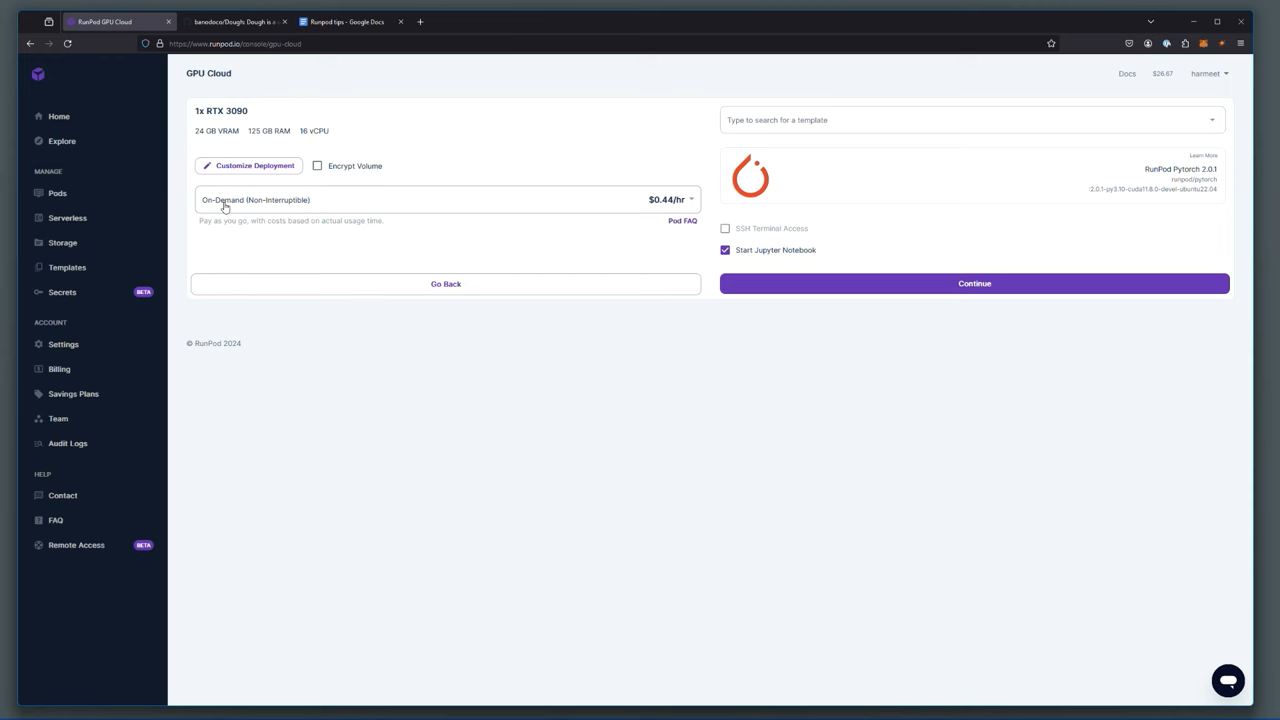 RunPod GPU Cloud
banodoco/Dough: Dough is a
Runpod tips - Google Docs
https://www.runpod.io/console/gpu-cloud
GPU Cloud
Docs
$26.67
harmeet
Home
Explore
MANAGE
Pods
Serverless
Storage
Templates
Secrets
BETA
ACCOUNT
Settings
Billing
Savings Plans
Team
Audit Logs
HELP
Contact
FAQ
Remote Access
BETA
1x RTX 3090
24 GB VRAM 125 GB RAM 16 vCPU
Customize Deployment
Encrypt Volume
On-Demand (Non-Interruptible)
$0.44/hr
Pay as you go, with costs based on actual usage time.
Pod FAQ
Go Back
Type to search for a template
Learn More
RunPod Pytorch 2.0.1
runpod/pytorch
:2.0.1-py3.10-cuda11.8.0-devel-ubuntu22.04
SSH Terminal Access
Start Jupyter Notebook
Continue
© RunPod 2024